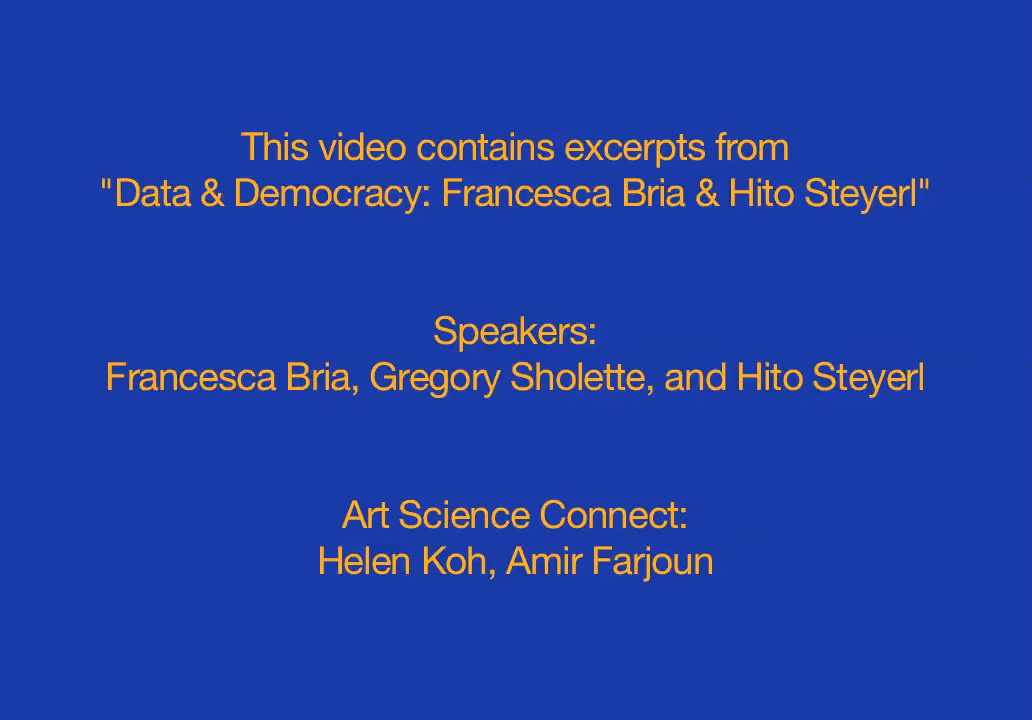 This video contains excerpts from
"Data & Democracy: Francesca Bria & Hito Steyerl"
Speakers:
Francesca Bria, Gregory Sholette, and Hito Steyerl
Art Science Connect:
Helen Koh, Amir Farjoun